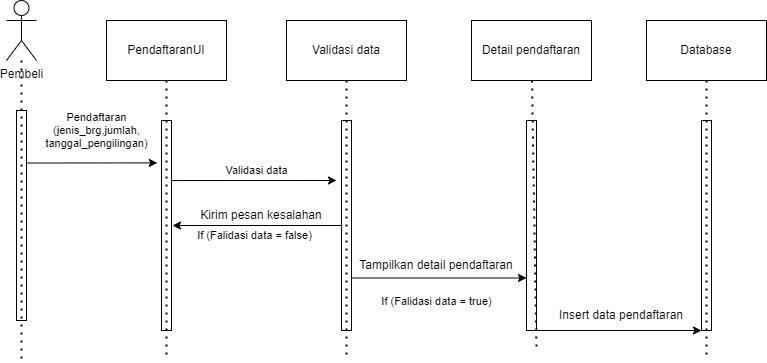 PendaftaranUI
Validasi data
Detail pendaftaran
Database
Pembeli
Pendaftaran
(jenis_brg,jumlah,
tanggal_pengilingan)
Validasi data
Kirim pesan kesalahan
If (Falidasi data = false)
Tampilkan detail pendaftaran
If (Falidasi data = true)
Insert data pendaftaran